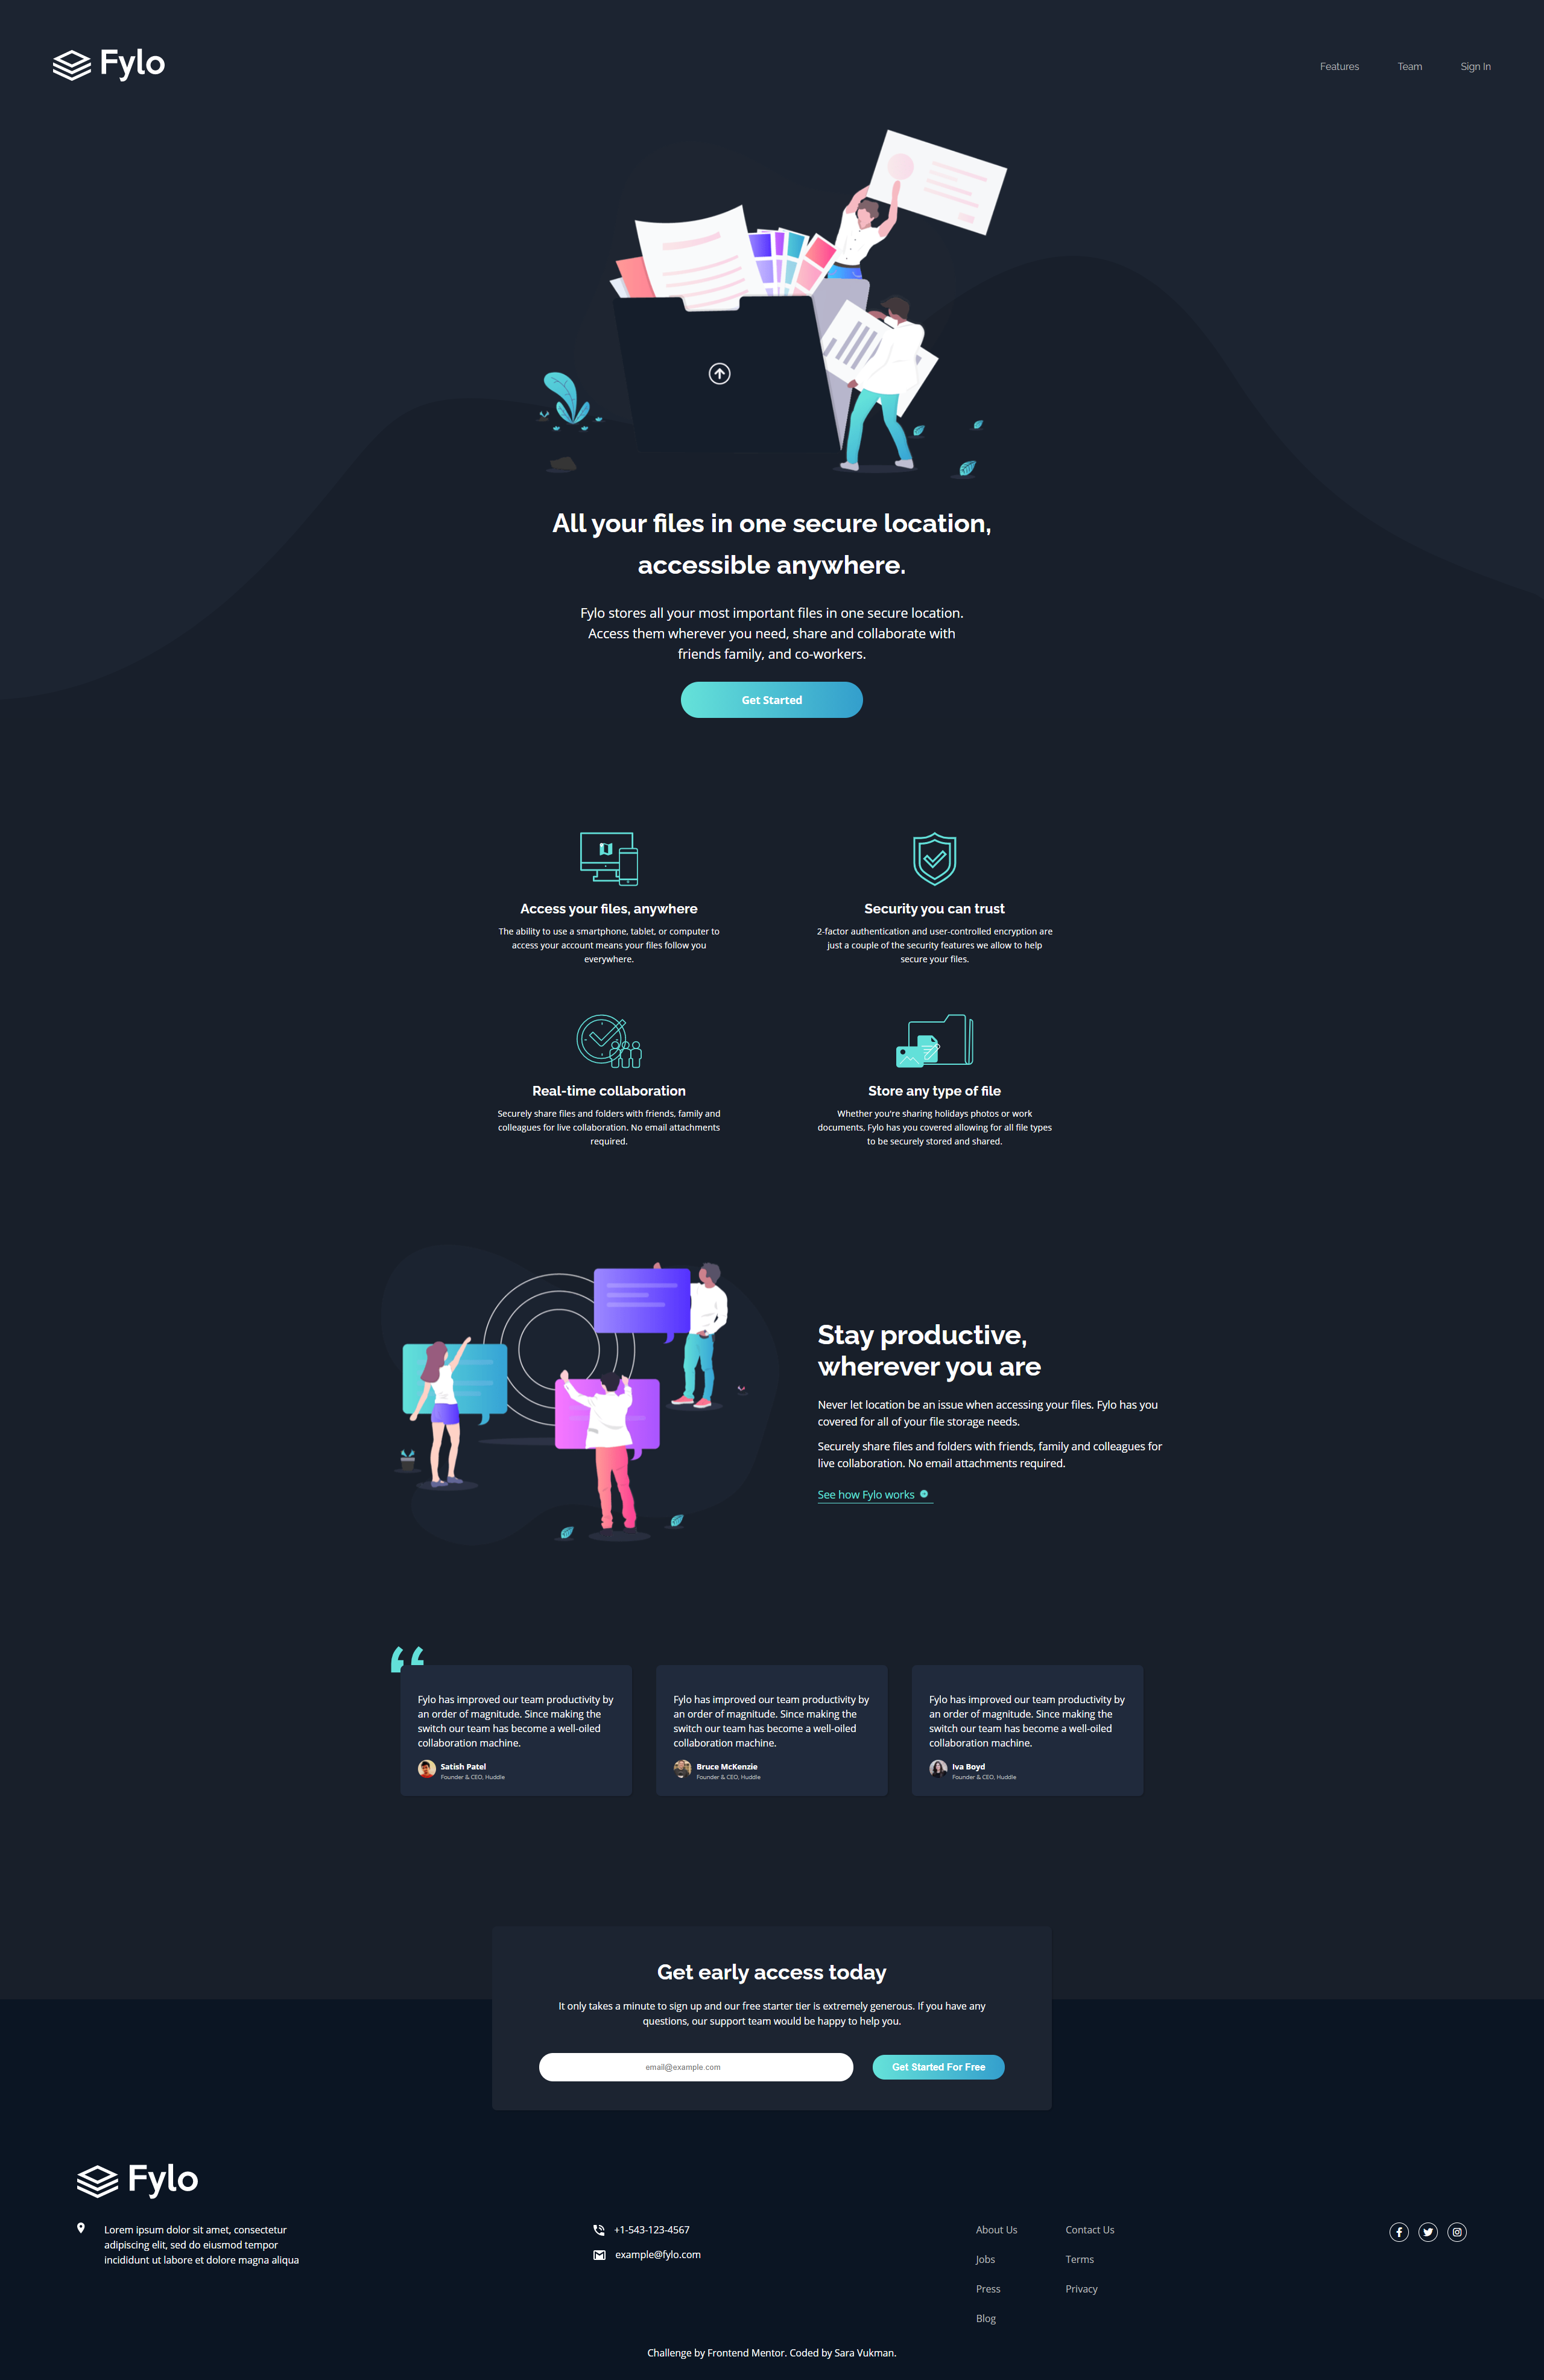 Fylo
Features
Team
Sign In
All your files in one secure location,
accessible anywhere.
Fylo stores all your most important files in one secure location.
Access them wherever you need, share and collaborate with
friends family, and co-workers.
Get Started
Access your files, anywhere
The ability to use a smartphone, tablet, or computer to
access your account means your files follow you
everywhere.
Security you can trust
2-factor authentication and user-controlled encryption are
just a couple of the security features we allow to help
secure your files.
Real-time collaboration
Securely share files and folders with friends, family and
colleagues for live collaboration. No email attachments
required.
Store any type of file
Whether you're sharing holidays photos or work
documents, Fylo has you covered allowing for all file types
to be securely stored and shared.
Stay productive,
wherever you are
Never let location be an issue when accessing your files. Fylo has you
covered for all of your file storage needs.
Securely share files and folders with friends, family and colleagues for
live collaboration. No email attachments required.
See how Fylo works
Fylo has improved our team productivity by
an order of magnitude. Since making the
switch our team has become a well-oiled
collaboration machine.
Satish Patel
Founder & CEO, Huddle
Fylo has improved our team productivity by
an order of magnitude. Since making the
switch our team has become a well-oiled
collaboration machine.
Bruce McKenzie
Founder & CEO, Huddle
Fylo has improved our team productivity by
an order of magnitude. Since making the
switch our team has become a well-oiled
collaboration machine.
Iva Boyd
Founder & CEO, Huddle
Get early access today
It only takes a minute to sign up and our free starter tier is extremely generous. If you have any
questions, our support team would be happy to help you.
email@example.com
Get Started For Free
Fylo
Lorem ipsum dolor sit amet, consectetur
adipiscing elit, sed do eiusmod tempor
incididunt ut labore et dolore magna aliqua
+1-543-123-4567
example@fylo.com
About Us
Jobs
Press
Blog
Contact Us
Terms
Privacy
Challenge by Frontend Mentor. Coded by Sara Vukman.